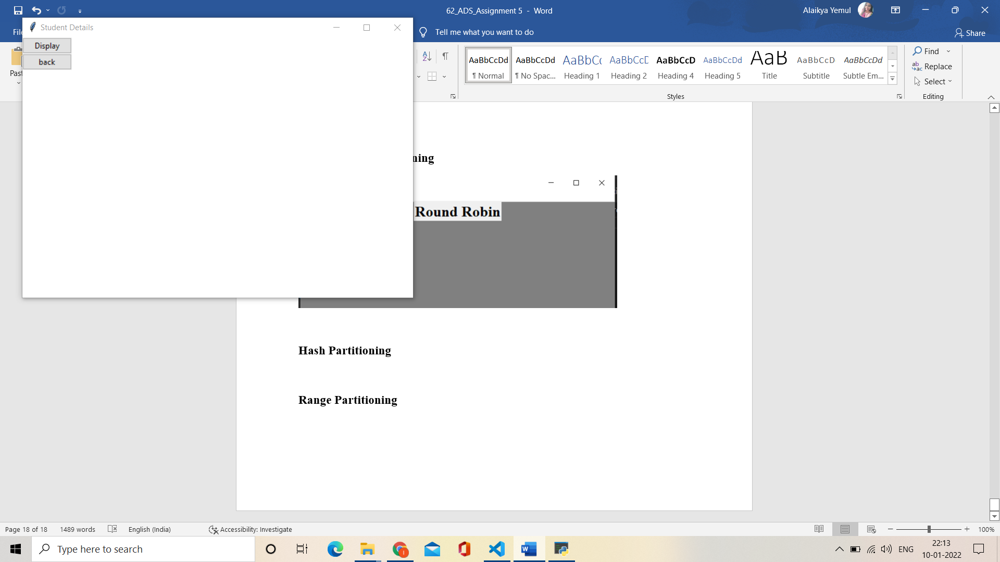 62_ADS_Assignment 5 - Word
Alaikya Yemul
Student Details
Display
back
Tell me what you want to do
Share
AaBbCcDd
AaBbCcDd
AaBbCc
AaBbCcD
AaBbCcD
AaBbCcDd
AaB
AaBbCcD
AaBbCcDd
¶ Normal
¶ No Spac...
Heading 1
Heading 2
Heading 4
Heading 5
Title
Subtitle
Subtle Em...
Styles
Find
Replace
Select
Editing
ning
Round Robin
Hash Partitioning
Range Partitioning
Page 18 of 18
1489 words
English (India)
Accessibility: Investigate
100%
Type here to search
ENG
22:13
10-01-2022